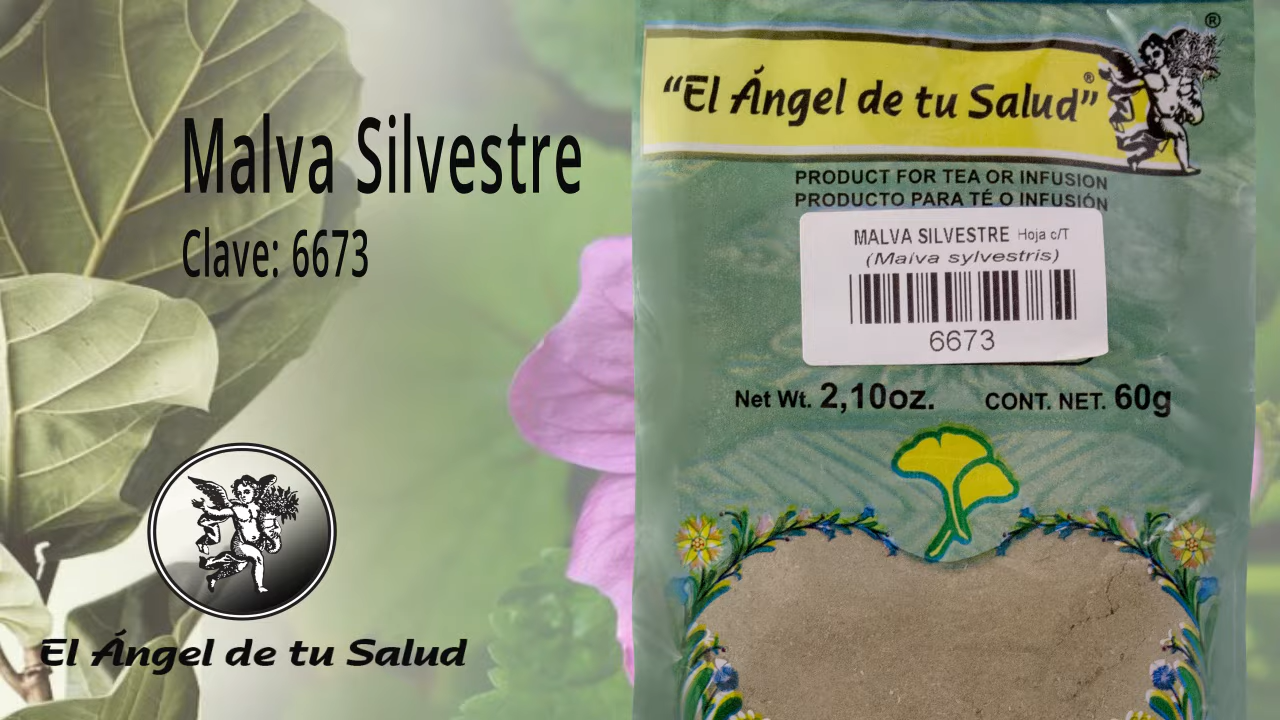 Malva Silvestre
Clave: 6673
El Ángel de tu Salud
®
“El Ángel de tu Salud”®
PRODUCT FOR TEA OR INFUSION
PRODUCTO PARA TÉ O INFUSIÓN
MALVA SILVESTRE Hoja c/T
(Malva sylvestris)
6673
Net Wt. 2,10oz. CONT. NET. 60g